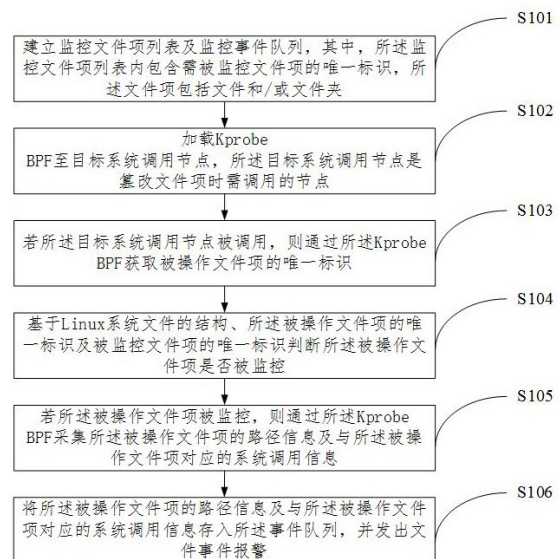 S101
建立监控文件项列表及监控事件队列，其中，所述监
控文件项列表内包含需被监控文件项的唯一标识，所
述文件项包括文件和/或文件夹
S102
加载Kprobe
BPF至目标系统调用节点，所述目标系统调用节点是
篡改文件项时需调用的节点
S103
若所述目标系统调用节点被调用，则通过所述Kprobe
BPF获取被操作文件项的唯一标识
S104
基于Linux系统文件的结构、所述被操作文件项的唯
一标识及被监控文件项的唯一标识判断所述被操作文
件项是否被监控
S105
若所述被操作文件项被监控，则通过所述Kprobe
BPF采集所述被操作文件项的路径信息及与所述被操
作文件项对应的系统调用信息
S106
将所述被操作文件项的路径信息及与所述被操作文件
项对应的系统调用信息存入所述事件队列，并发出文
件事件报警